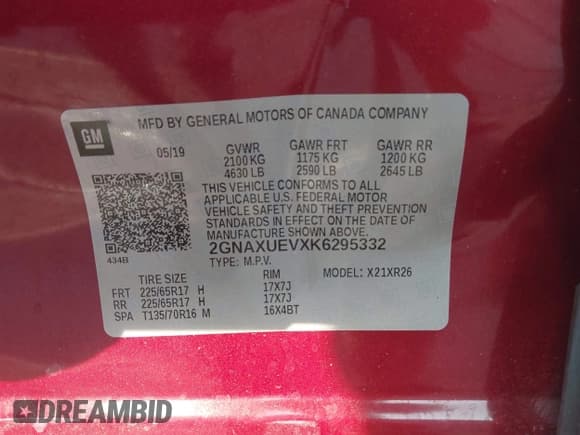 GM
MFD BY GENERAL MOTORS OF CANADA COMPANY
05/19 GVWR GAWR FRT GAWR RR
2100 KG 1175 KG 1200 KG
4630 LB 2590 LB 2645 LB
THIS VEHICLE CONFORMS TO ALL
APPLICABLE U.S. FEDERAL MOTOR
VEHICLE SAFETY AND THEFT PREVENTION
STANDARDS IN EFFECT ON THE DATE OF
MANUFACTURE SHOWN ABOVE.
2GNAXUEVXK6295332
434B TYPE: M.P.V. MODEL: X21XR26
TIRE SIZE RIM
FRT 225/65R17 H 17X7J
RR 225/65R17 H 17X7J
SPA T135/70R16 M 16X4BT
DREAMBID